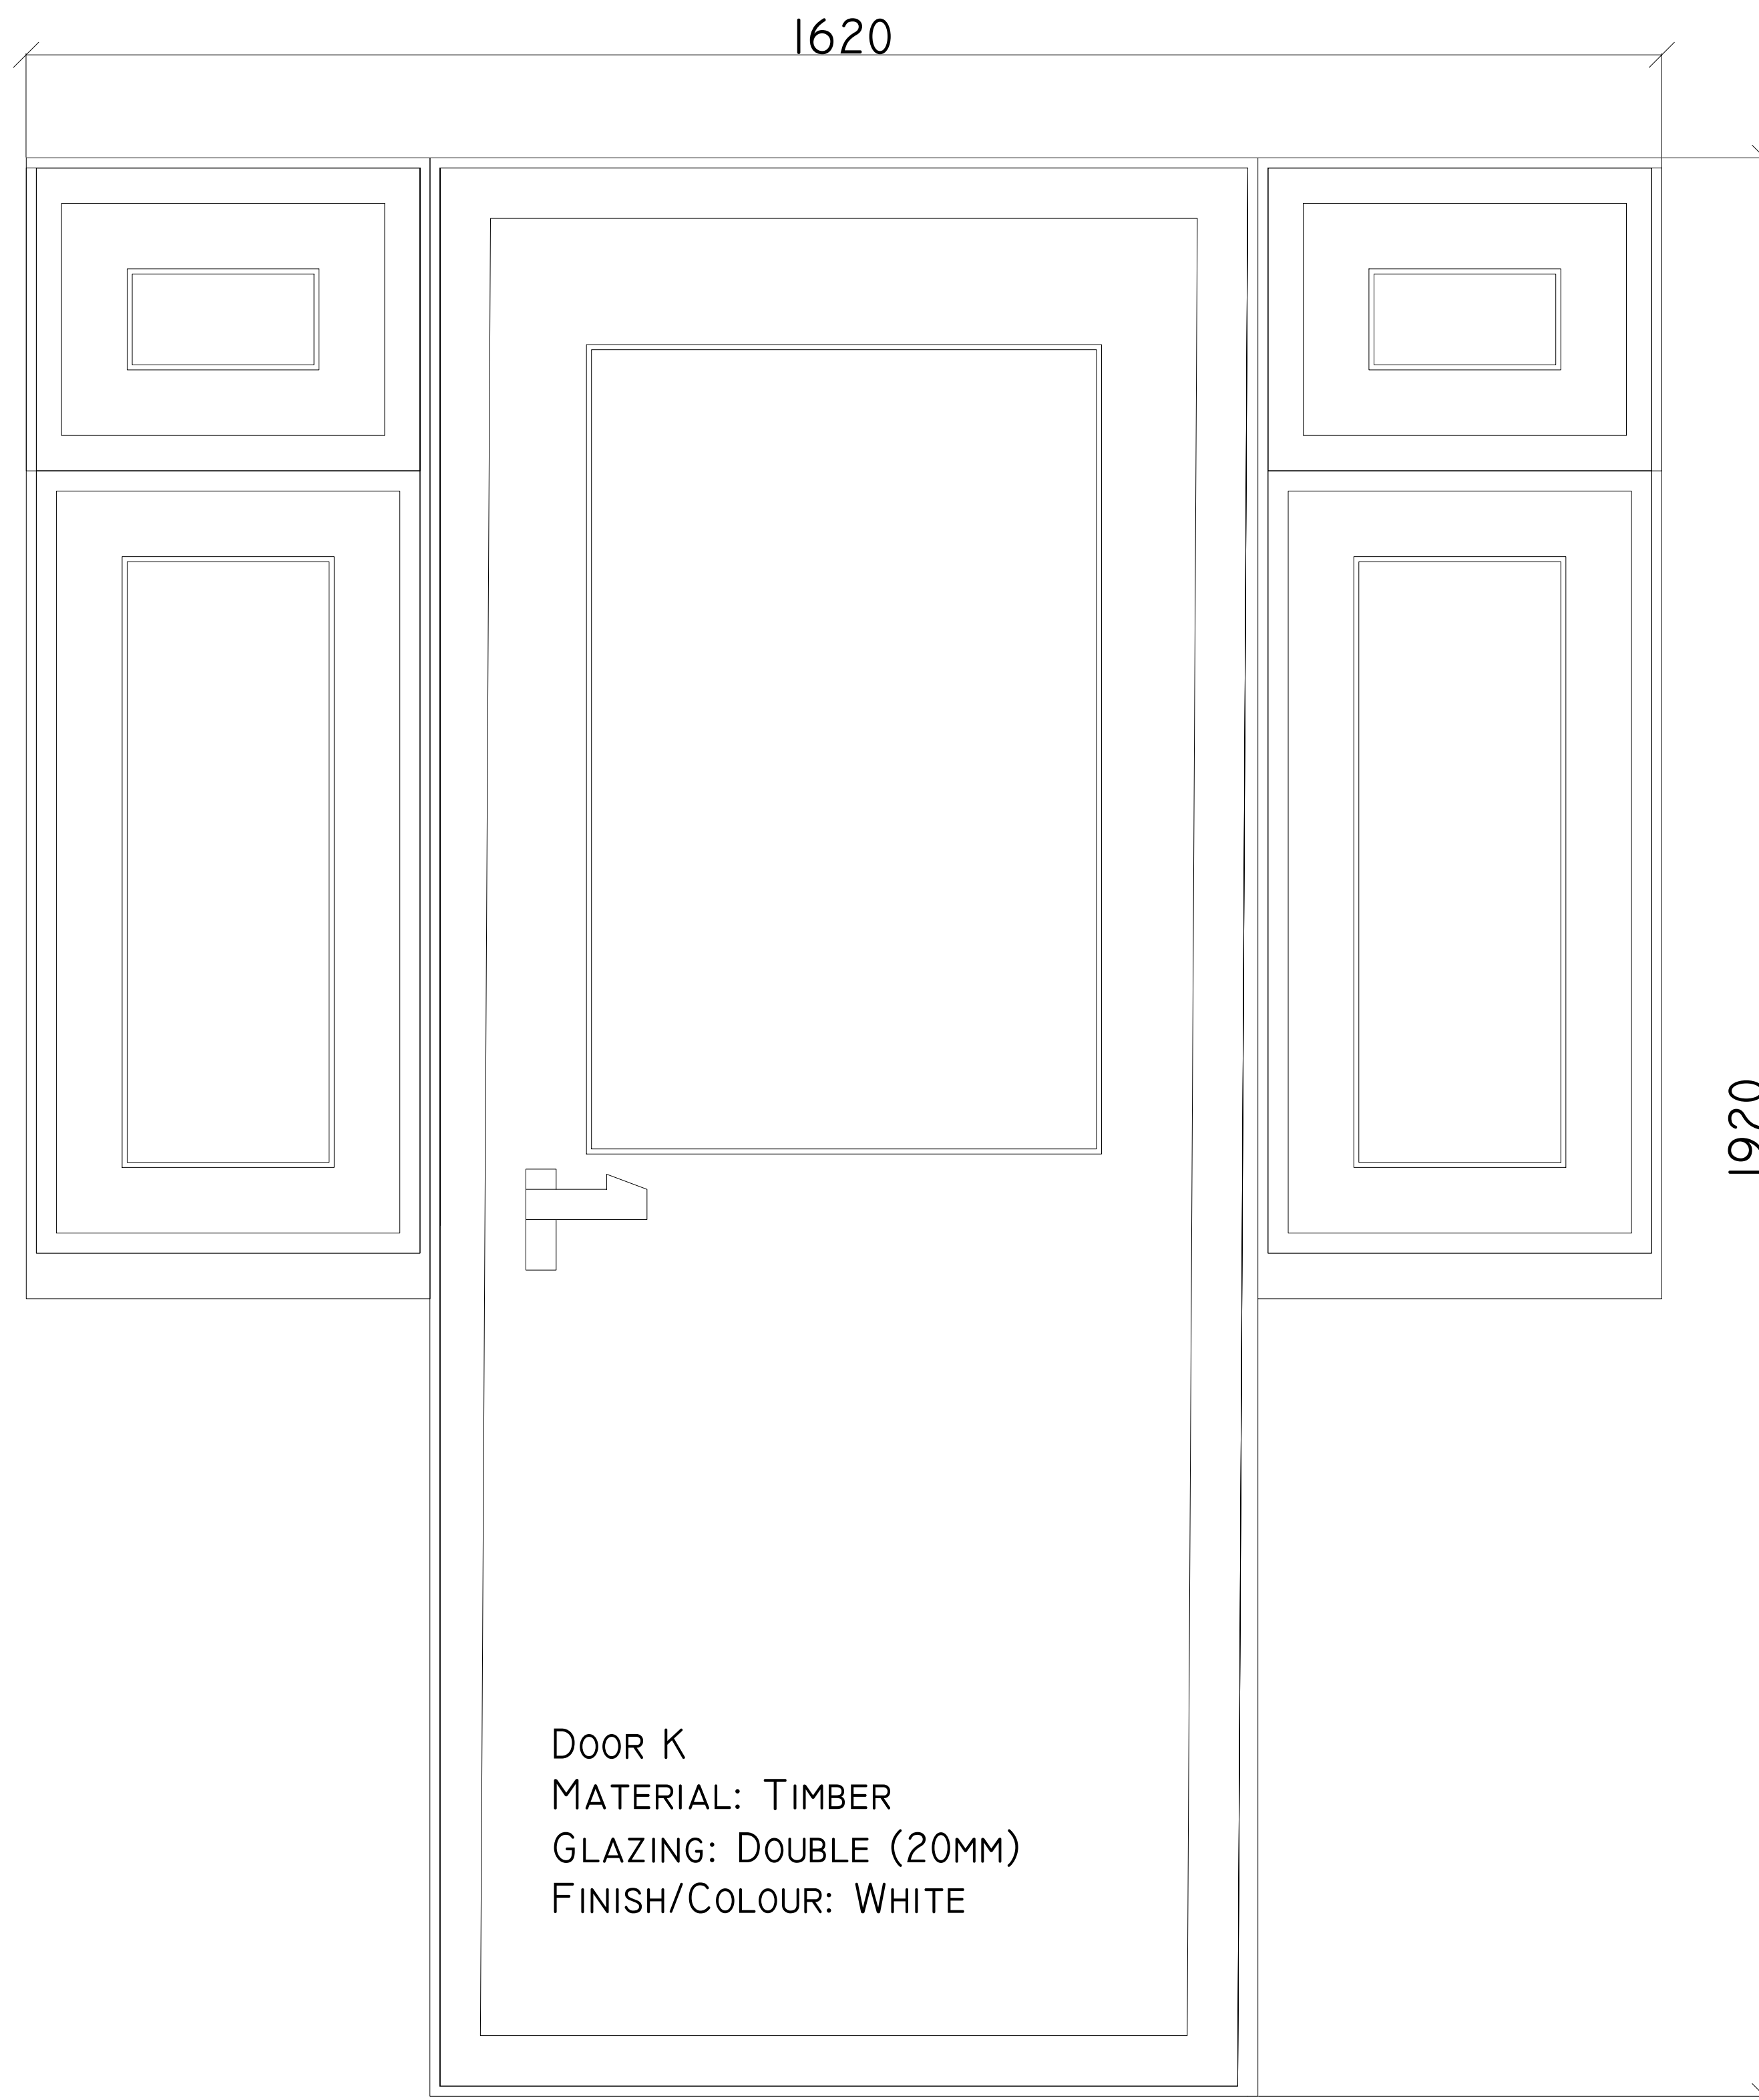 1620
1920
Door K
Material: Timber
Glazing: Double (20mm)
Finish/Colour: White